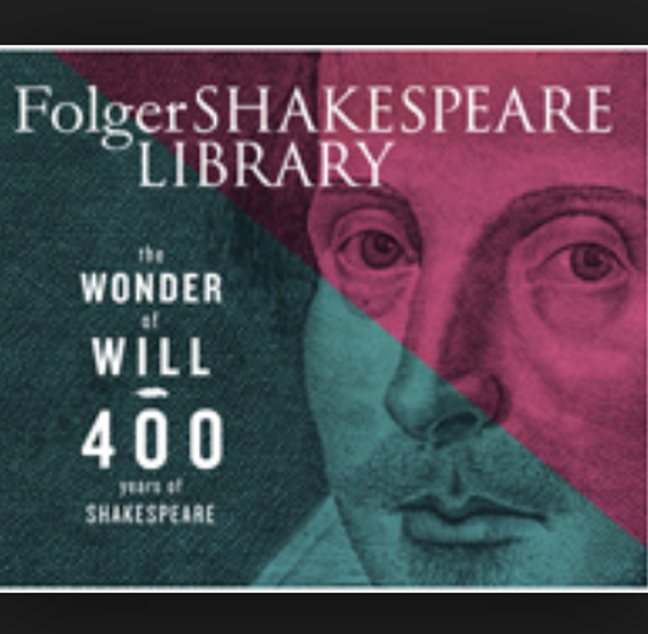 FolgerSHAKESPEARE
LIBRARY
the
WONDER
of
WILL
400
years of
SHAKESPEARE